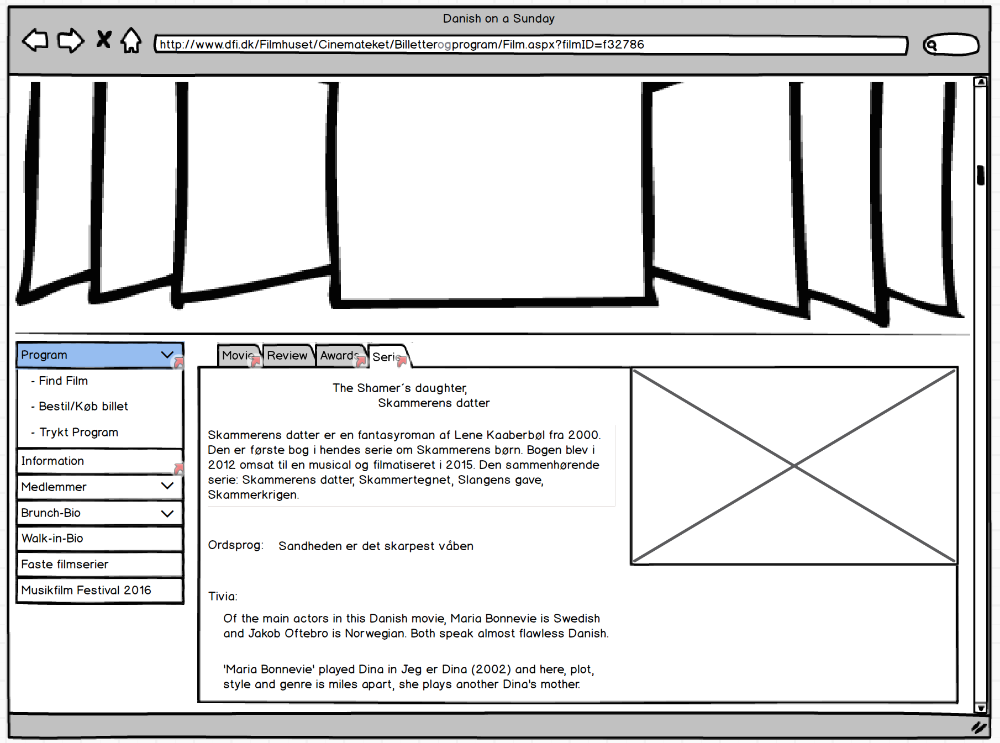 Danish on a Sunday
http://www.dfi.dk/Filmhuset/Cinemateket/Billetterogprogram/Film.aspx?filmID=f32786
Program
- Find Film
- Bestil/Køb billet
- Trykt Program
Information
Medlemmer
Brunch-Bio
Walk-in-Bio
Faste filmserier
Musikfilm Festival 2016
Movie Review Awards Serie
The Shamer´s daughter,
Skammerens datter
Skammerens datter er en fantasyroman af Lene Kaaberbøl fra 2000.
Den er første bog i hendes serie om Skammerens børn. Bogen blev i
2012 omsat til en musical og filmatiseret i 2015. Den sammenhørende
serie: Skammerens datter, Skammertegnet, Slangens gave,
Skammerkrigen.
Ordsprog: Sandheden er det skarpest våben
Tivia:
Of the main actors in this Danish movie, Maria Bonnevie is Swedish
and Jakob Oftebro is Norwegian. Both speak almost flawless Danish.
'Maria Bonnevie' played Dina in Jeg er Dina (2002) and here, plot,
style and genre is miles apart, she plays another Dina's mother.